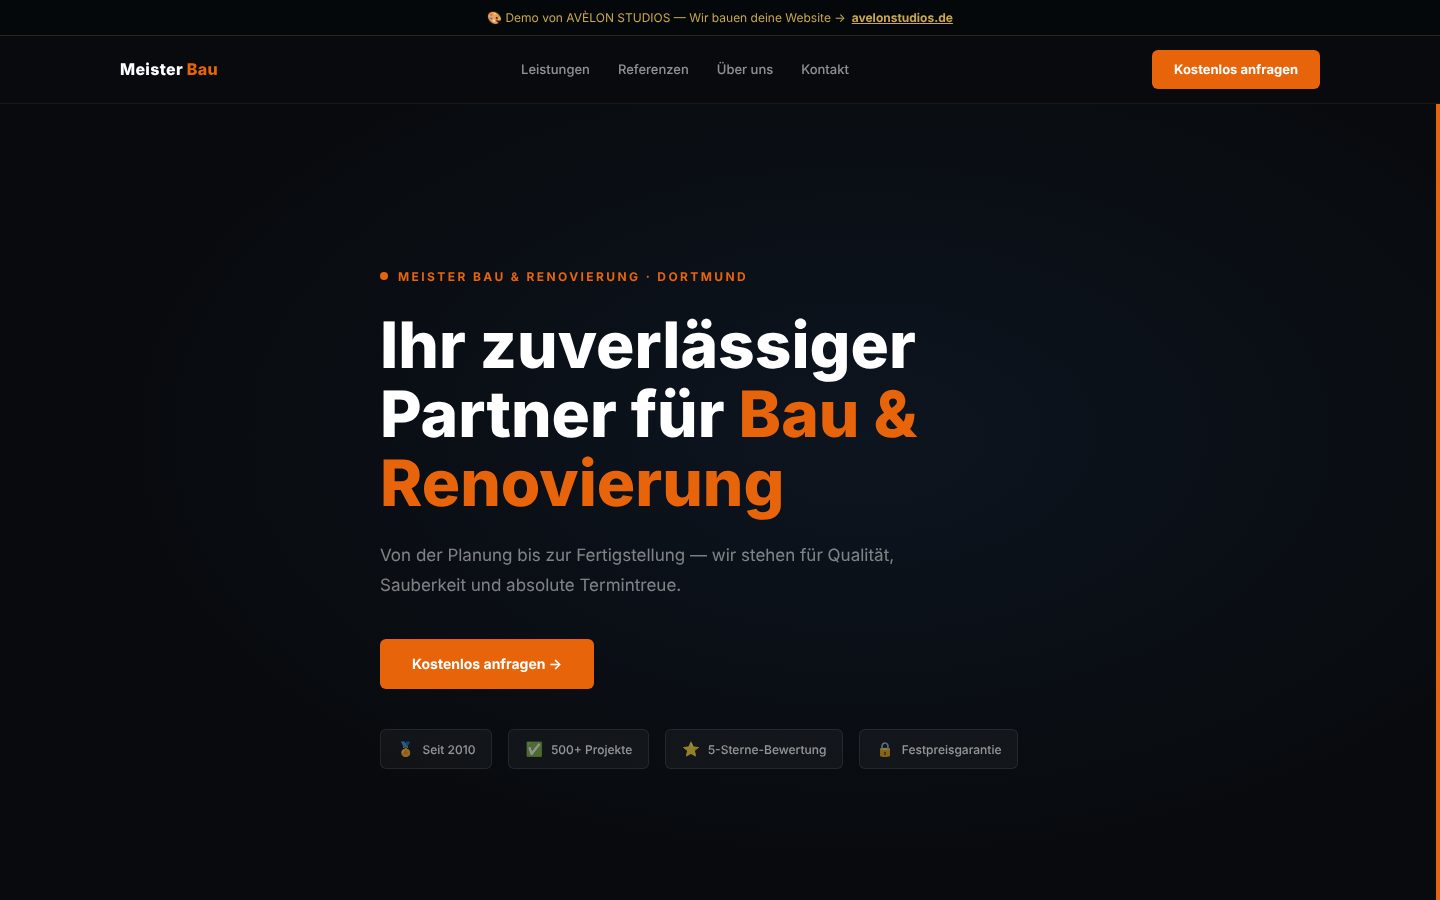 🎨 Demo von AVÈLON STUDIOS — Wir bauen deine Website → avelonstudios.de
Meister Bau
Leistungen
Referenzen
Über uns
Kontakt
Kostenlos anfragen
MEISTER BAU & RENOVIERUNG · DORTMUND
Ihr zuverlässiger
Partner für Bau &
Renovierung
Von der Planung bis zur Fertigstellung — wir stehen für Qualität,
Sauberkeit und absolute Termintreue.
Kostenlos anfragen →
🏅 Seit 2010
✅ 500+ Projekte
⭐ 5-Sterne-Bewertung
🔒 Festpreisgarantie